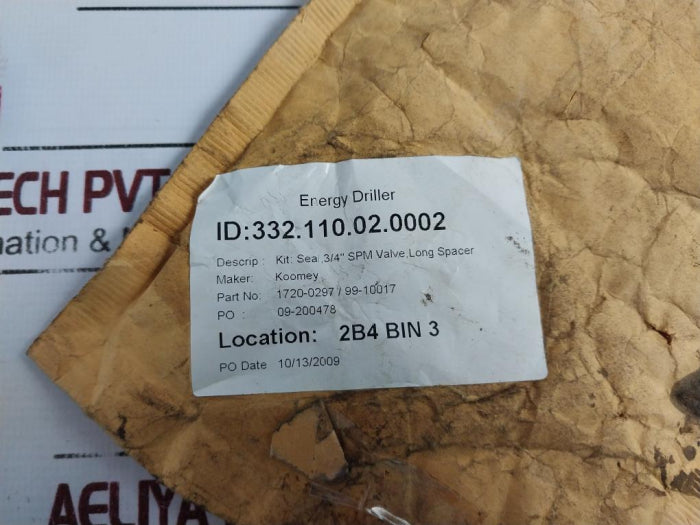 ECH PVT
nation &
Energy Driller
ID:332.110.02.0002
Descrip : Kit: Seal ,3/4" SPM Valve,Long Spacer
Maker: Koomey
Part No: 1720-0297 / 99-10017
PO : 09-200478
Location: 2B4 BIN 3
PO Date 10/13/2009
AELIYA